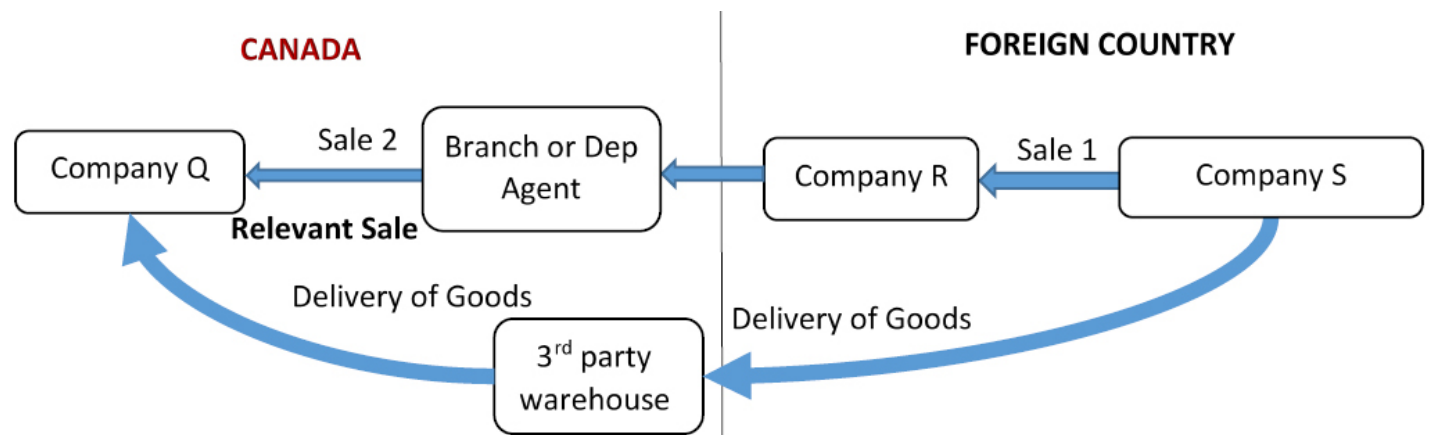 CANADA
FOREIGN COUNTRY
Company Q
Sale 2
Branch or Dep
Agent
Company R
Sale 1
Company S
Relevant Sale
Delivery of Goods
Delivery of Goods
3rd party
warehouse